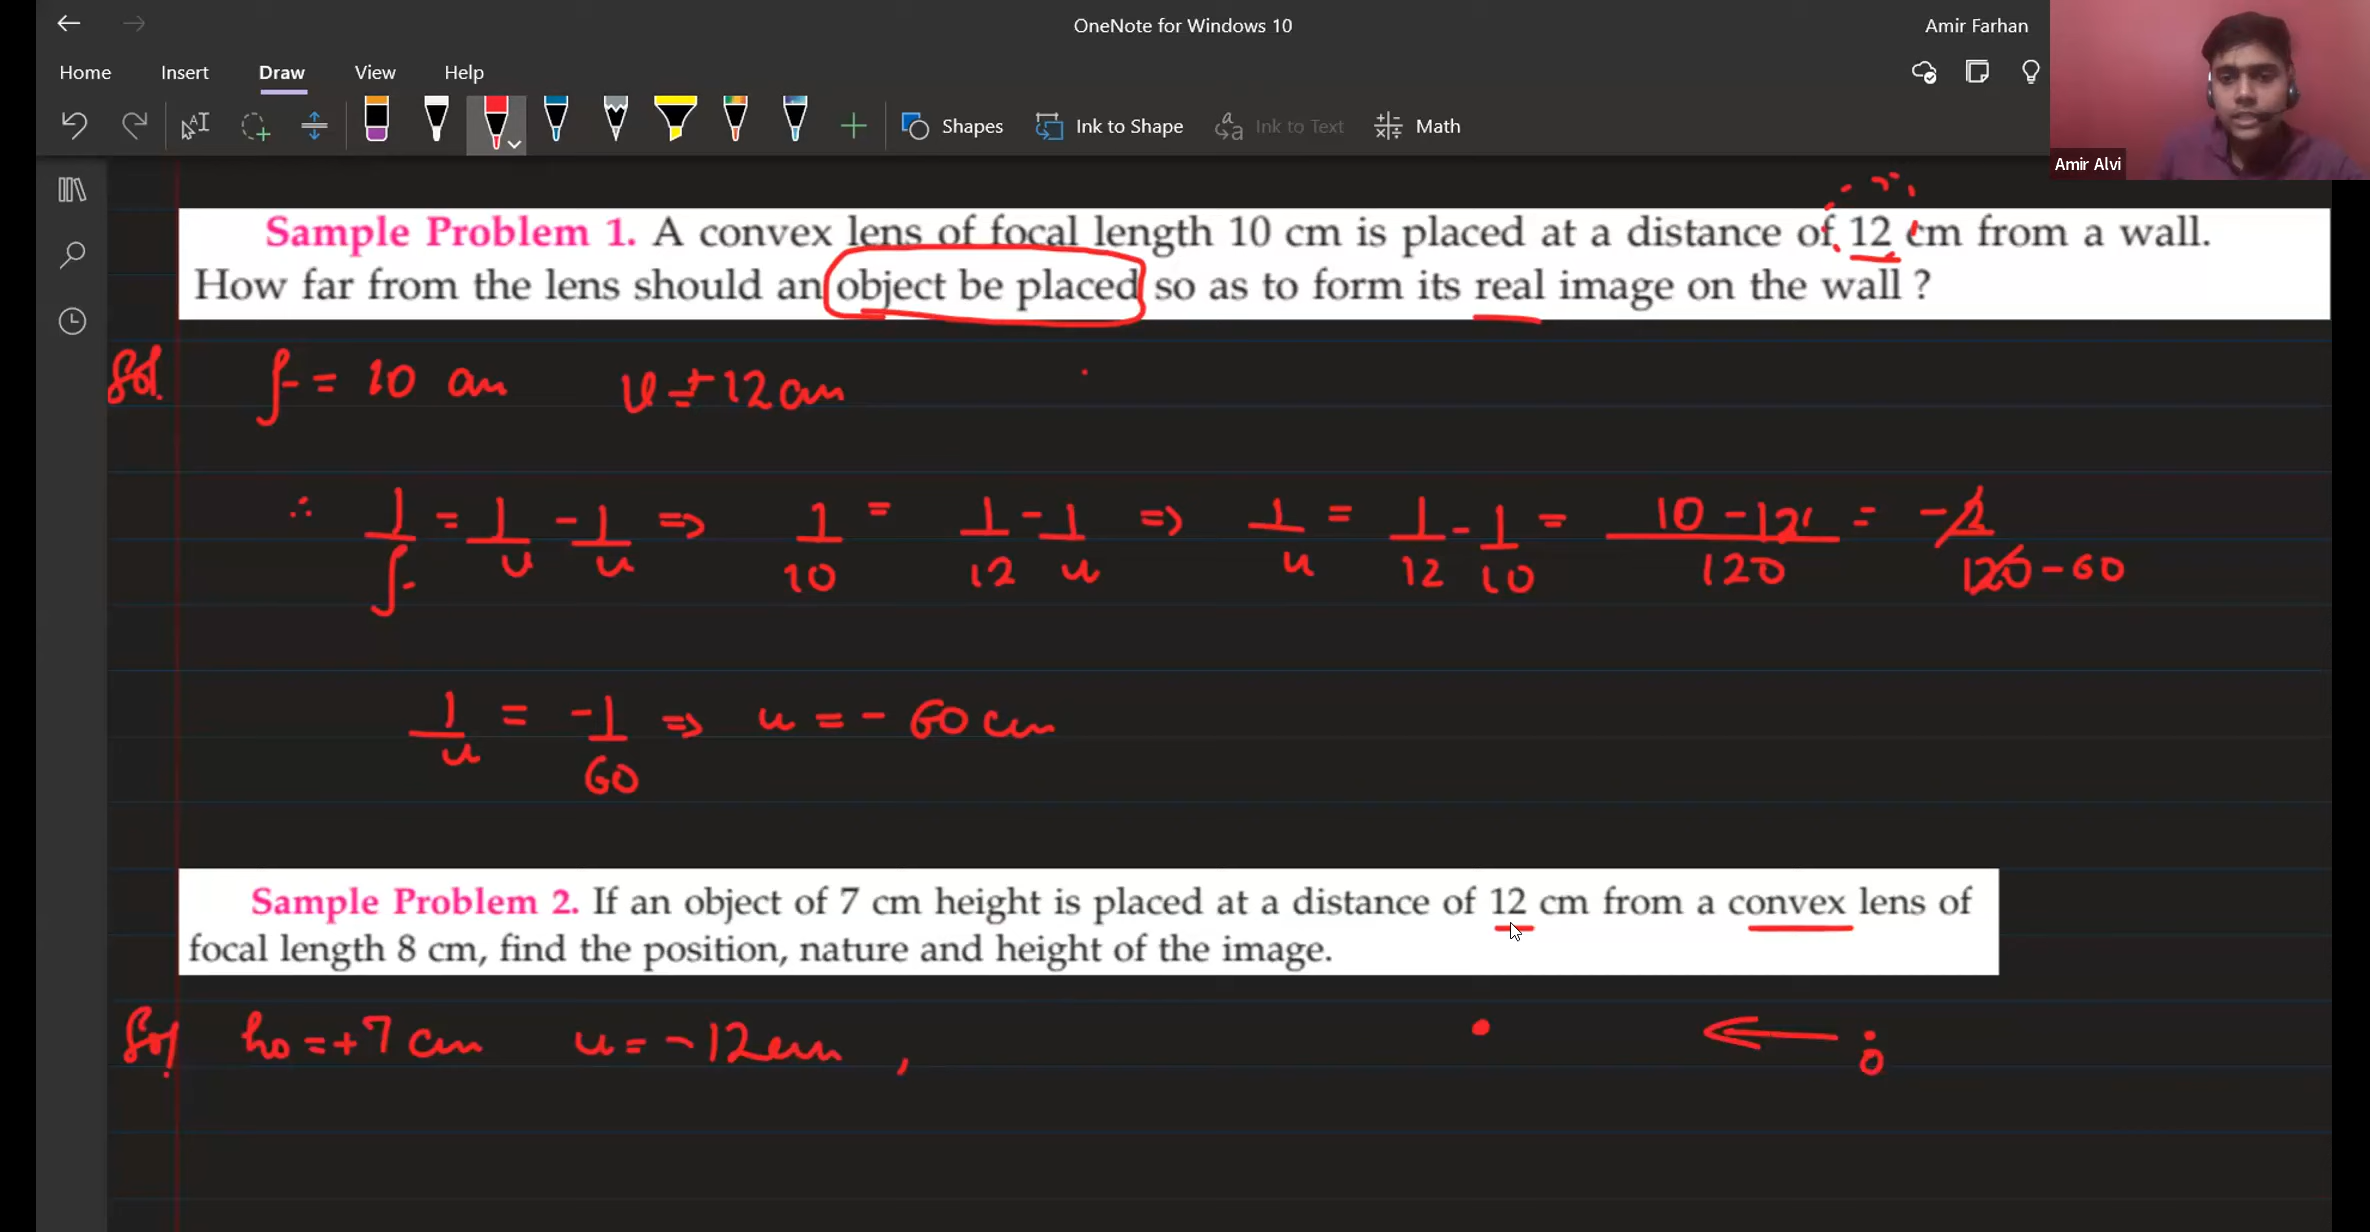 OneNote for Windows 10
Amir Farhan
Home Insert Draw View Help
Shapes Ink to Shape Ink to Text Math
Amir Alvi
Sample Problem 1. A convex lens of focal length 10 cm is placed at a distance of 12 cm from a wall.
How far from the lens should an object be placed so as to form its real image on the wall ?
Sol. f = 10 cm v = +12 cm
∴ 1/f = 1/u - 1/u ⇒ 1/10 = 1/12 - 1/u ⇒ 1/u = 1/12 - 1/10 = 10 - 12/120 = -2/120 - 60
1/u = -1/60 ⇒ u = - 60 cm
Sample Problem 2. If an object of 7 cm height is placed at a distance of 12 cm from a convex lens of
focal length 8 cm, find the position, nature and height of the image.
Sol. ho = +7 cm u = -12 cm ,